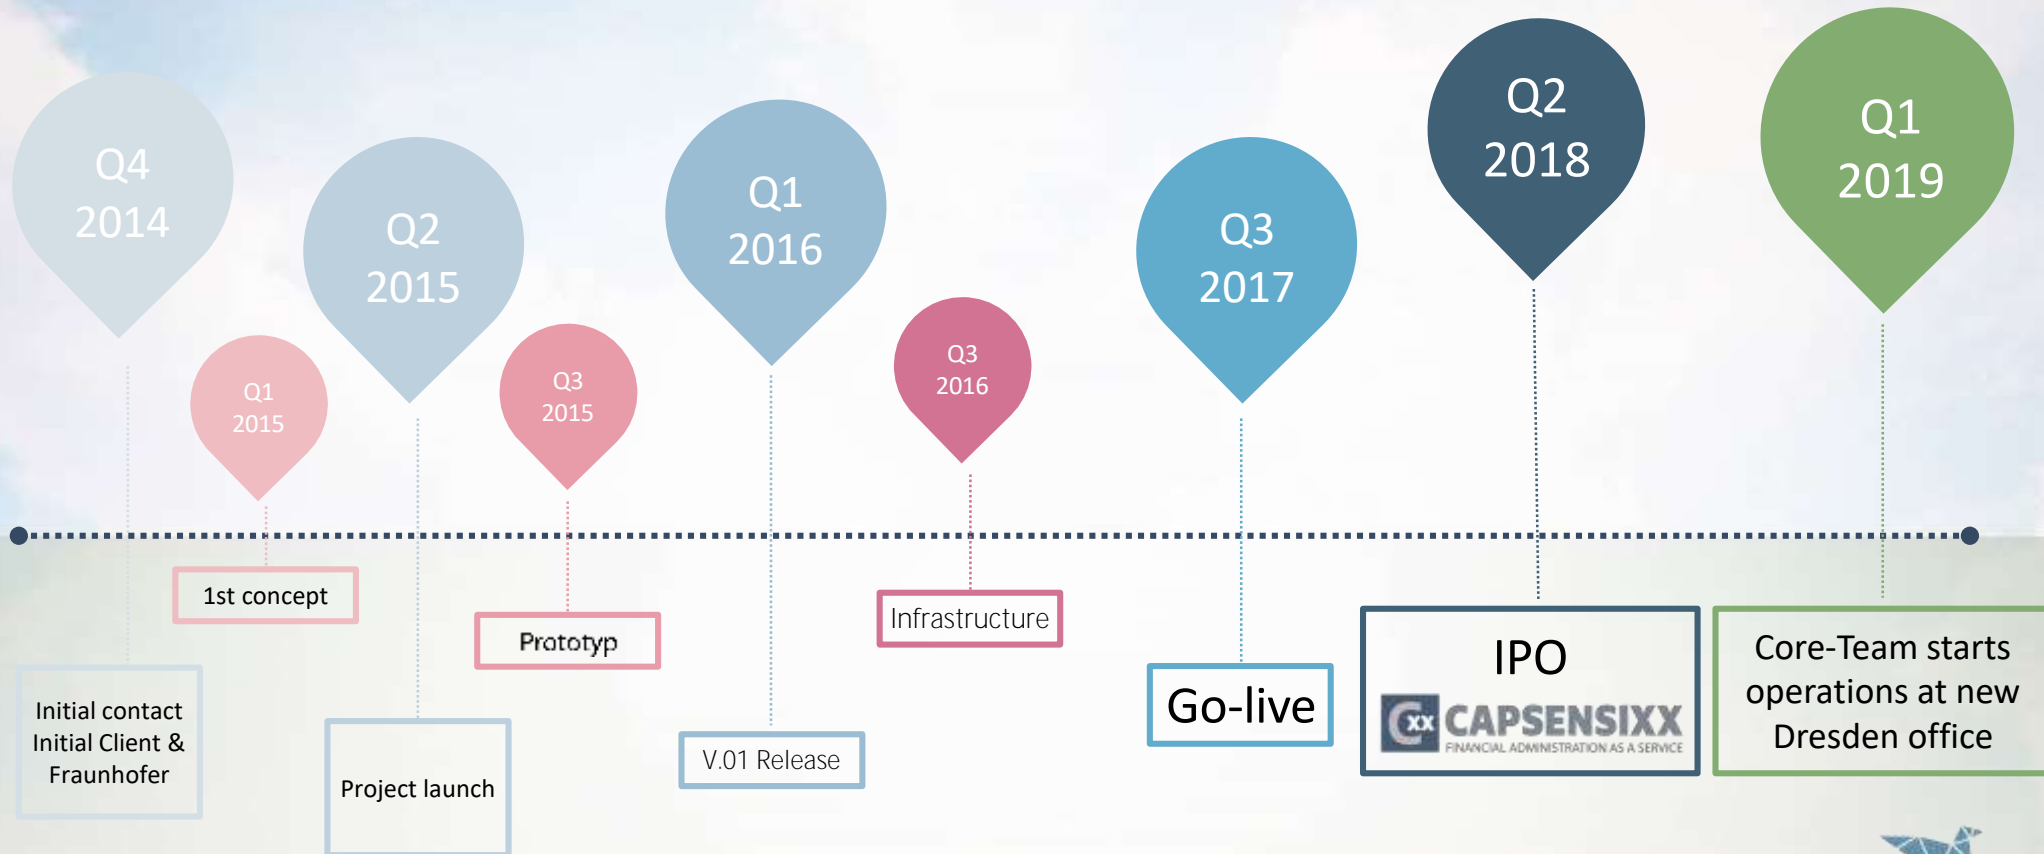 Q4
2014
Q1
2015
Q2
2015
Q3
2015
Q1
2016
Q3
2016
Q3
2017
Q2
2018
Q1
2019
Initial contact
Initial Client &
Fraunhofer
1st concept
Project launch
Prototyp
V.01 Release
Infrastructure
Go-live
IPO
Cxx CAPSENSIXX
FINANCIAL ADMINISTRATION AS A SERVICE
Core-Team starts
operations at new
Dresden office